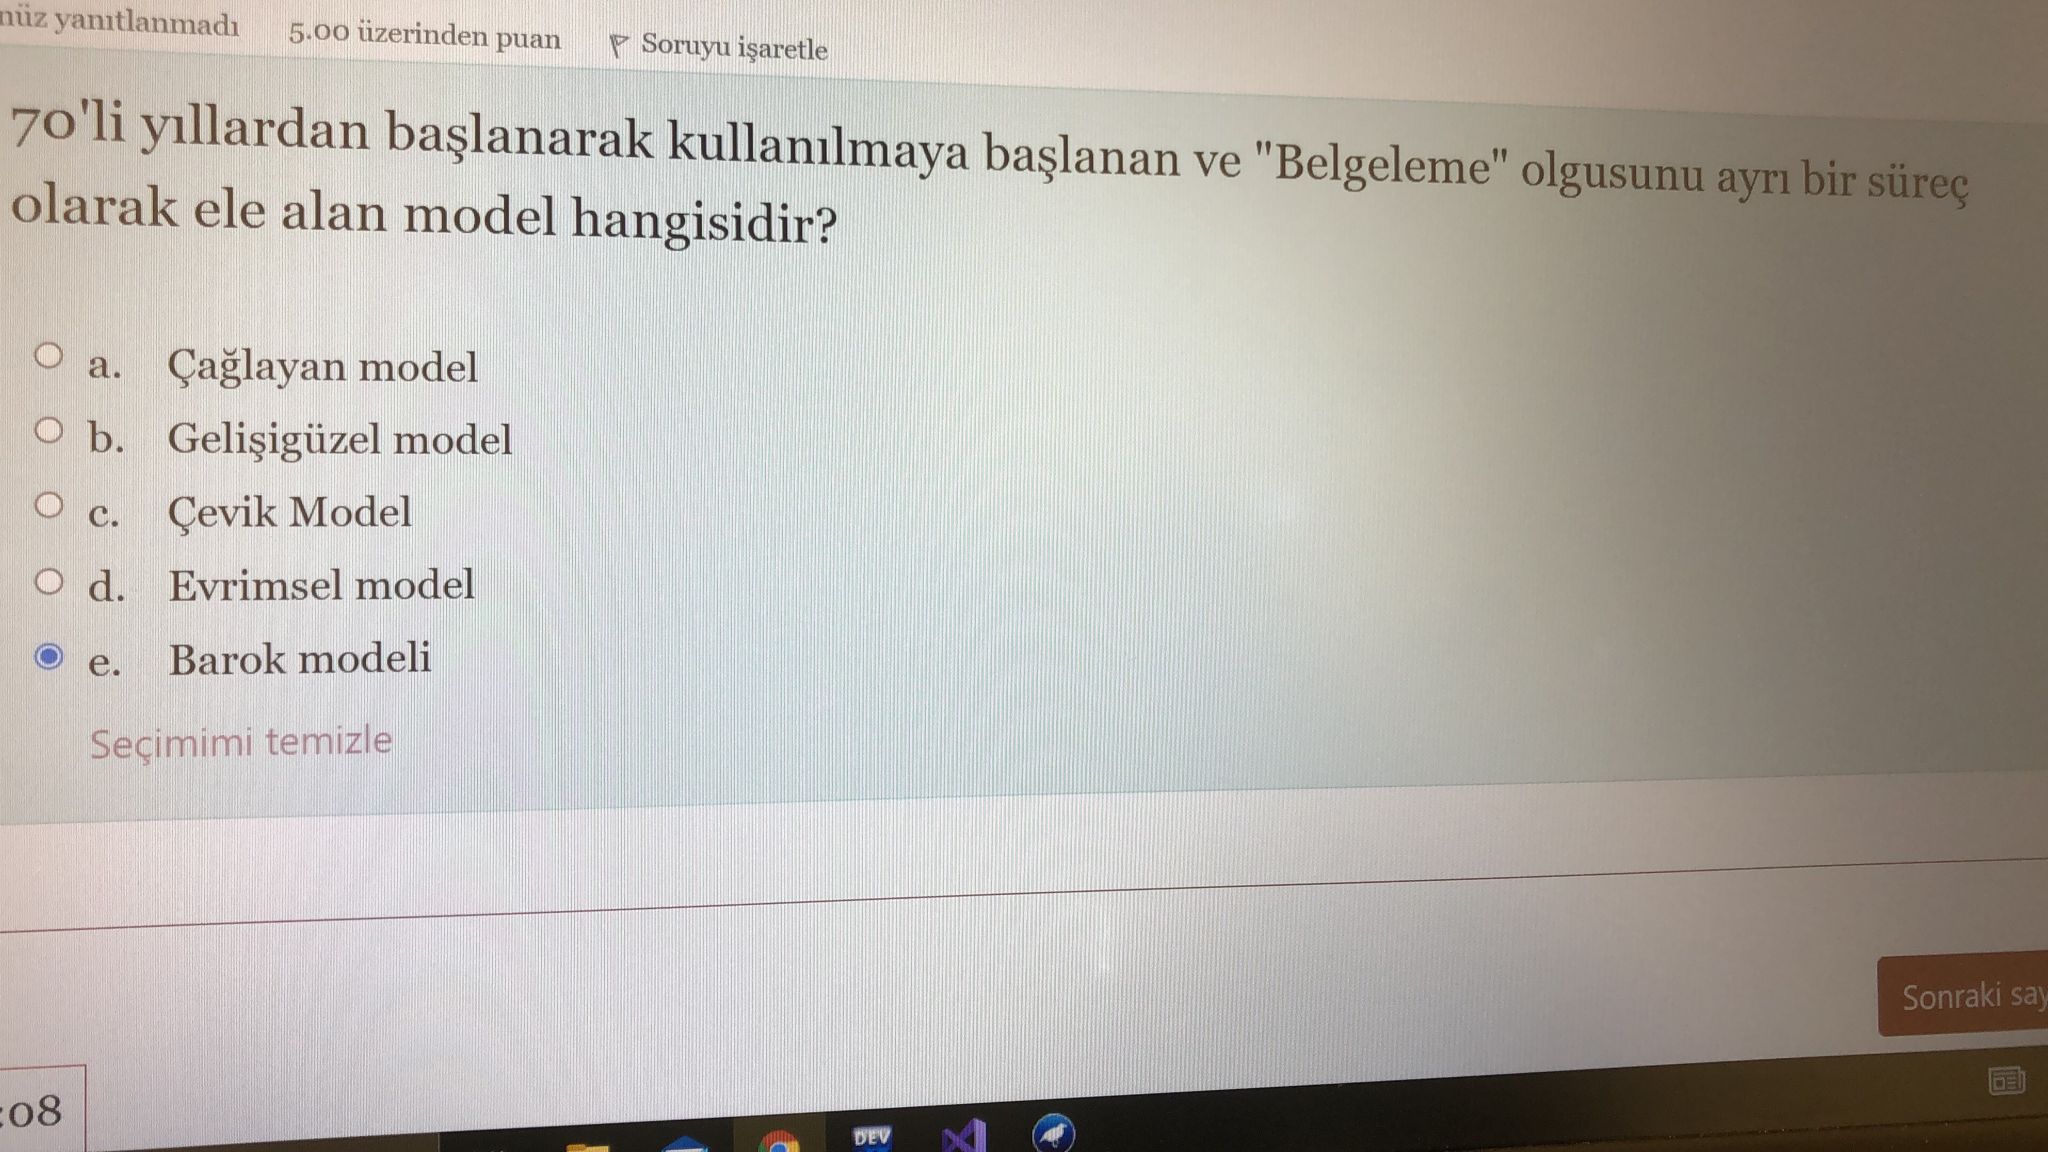 yanıtlanmadı 5.00 üzerinden puan Soruyu işaretle
70'li yıllardan başlanarak kullanılmaya başlanan ve "Belgeleme" olgusunu ayrı bir süreç
olarak ele alan model hangisidir?
a. Çağlayan model
b. Gelişigüzel model
c. Çevik Model
d. Evrimsel model
e. Barok modeli
Seçimimi temizle
Sonraki
:08
DEV